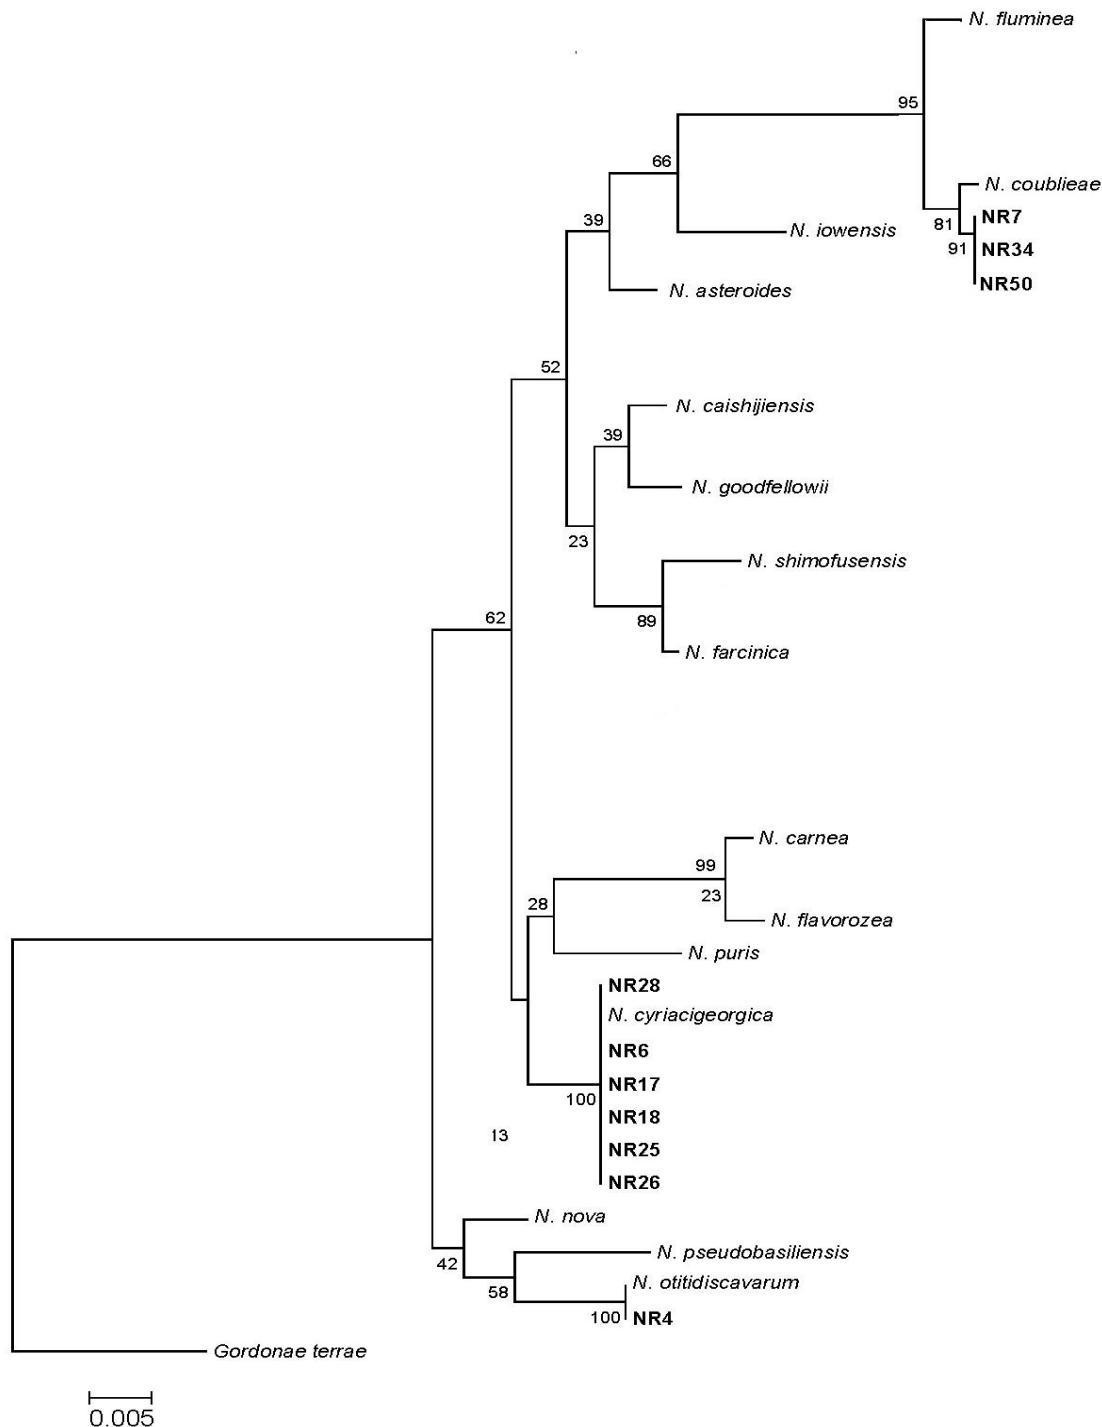 N. fluminea
95
66
N. coublieae
39
NR7
81
N. iowensis
91
NR34
NR50
N. asteroides
52
N. caishijiensis
39
N. goodfellowii
23
N. shimofusensis
89
N. farcinica
62
N. carnea
99
23
28
N. flavorozea
N. puris
NR28
N. cyriacigeorgica
NR6
NR17
100
NR18
13
NR25
NR26
N. nova
42
N. pseudobasiliensis
58
N. otitidiscavarum
100
NR4
Gordonae terrae
0.005